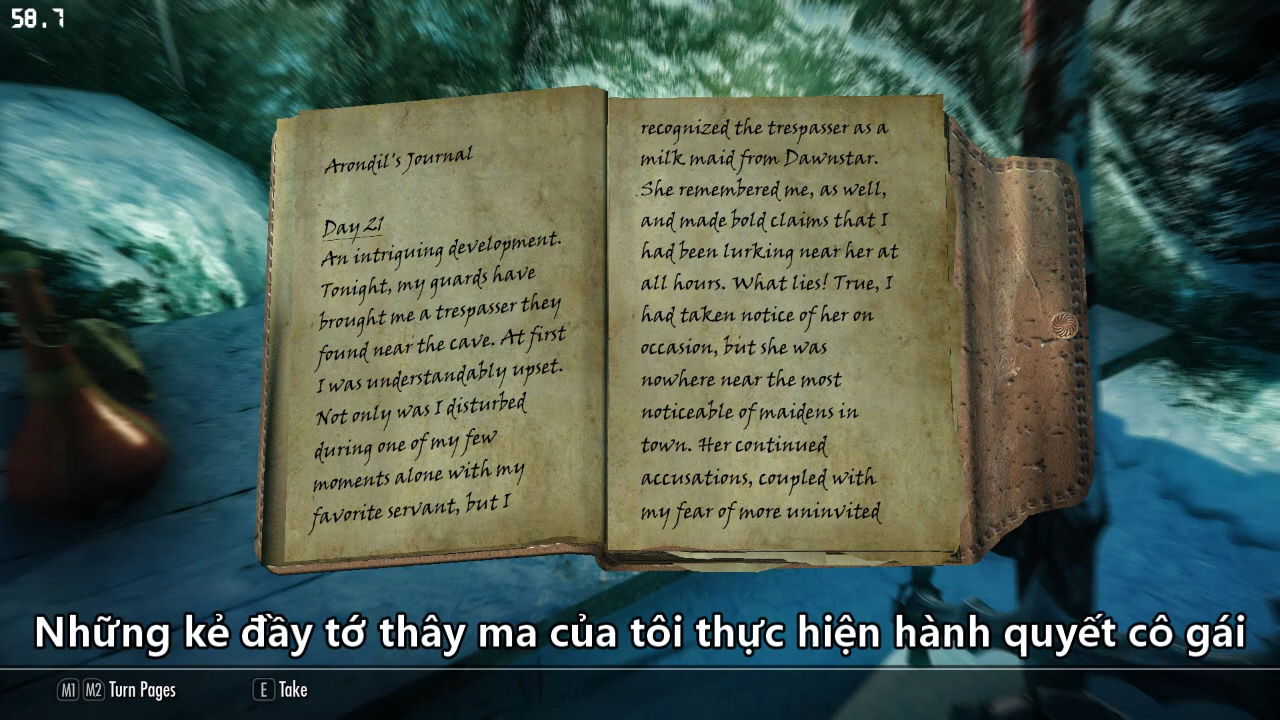 58.7
Arondil's Journal
Day 21
An intriguing development.
Tonight, my guards have
brought me a trespasser they
found near the cave. At first
I was understandably upset.
Not only was I disturbed
during one of my few
moments alone with my
favorite servant, but I
recognized the trespasser as a
milk maid from Dawnstar.
She remembered me, as well,
and made bold claims that I
had been lurking near her at
all hours. What lies! True, I
had taken notice of her on
occasion, but she was
nowhere near the most
noticeable of maidens in
town. Her continued
accusations, coupled with
my fear of more uninvited
Những kẻ đầy tớ thây ma của tôi thực hiện hành quyết cô gái
M1 M2 Turn Pages
E Take